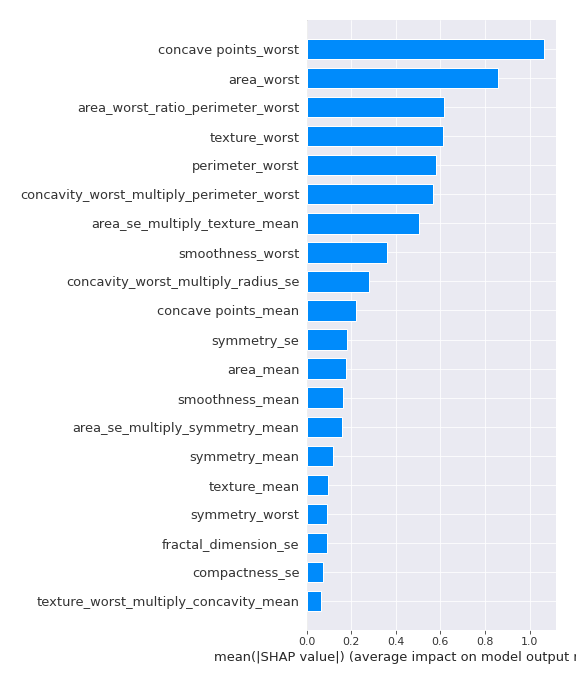 concave points_worst
area_worst
area_worst_ratio_perimeter_worst
texture_worst
perimeter_worst
concavity_worst_multiply_perimeter_worst
area_se_multiply_texture_mean
smoothness_worst
concavity_worst_multiply_radius_se
concave points_mean
symmetry_se
area_mean
smoothness_mean
area_se_multiply_symmetry_mean
symmetry_mean
texture_mean
symmetry_worst
fractal_dimension_se
compactness_se
texture_worst_multiply_concavity_mean
0.0 0.2 0.4 0.6 0.8 1.0
mean(|SHAP value|) (average impact on model output